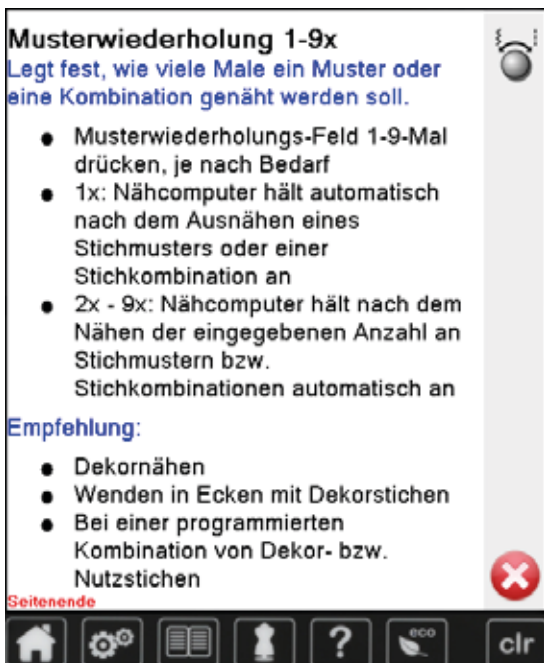 Musterwiederholung 1-9x
Legt fest, wie viele Male ein Muster oder
eine Kombination genäht werden soll.
● Musterwiederholungs-Feld 1-9-Mal
drücken, je nach Bedarf
● 1x: Nähcomputer hält automatisch
nach dem Ausnähen eines
Stichmusters oder einer
Stichkombination an
● 2x - 9x: Nähcomputer hält nach dem
Nähen der eingegebenen Anzahl an
Stichmustern bzw.
Stichkombinationen automatisch an
Empfehlung:
● Dekornähen
● Wenden in Ecken mit Dekorstichen
● Bei einer programmierten
Kombination von Dekor- bzw.
Nutzstichen
Seitenende
? eco clr